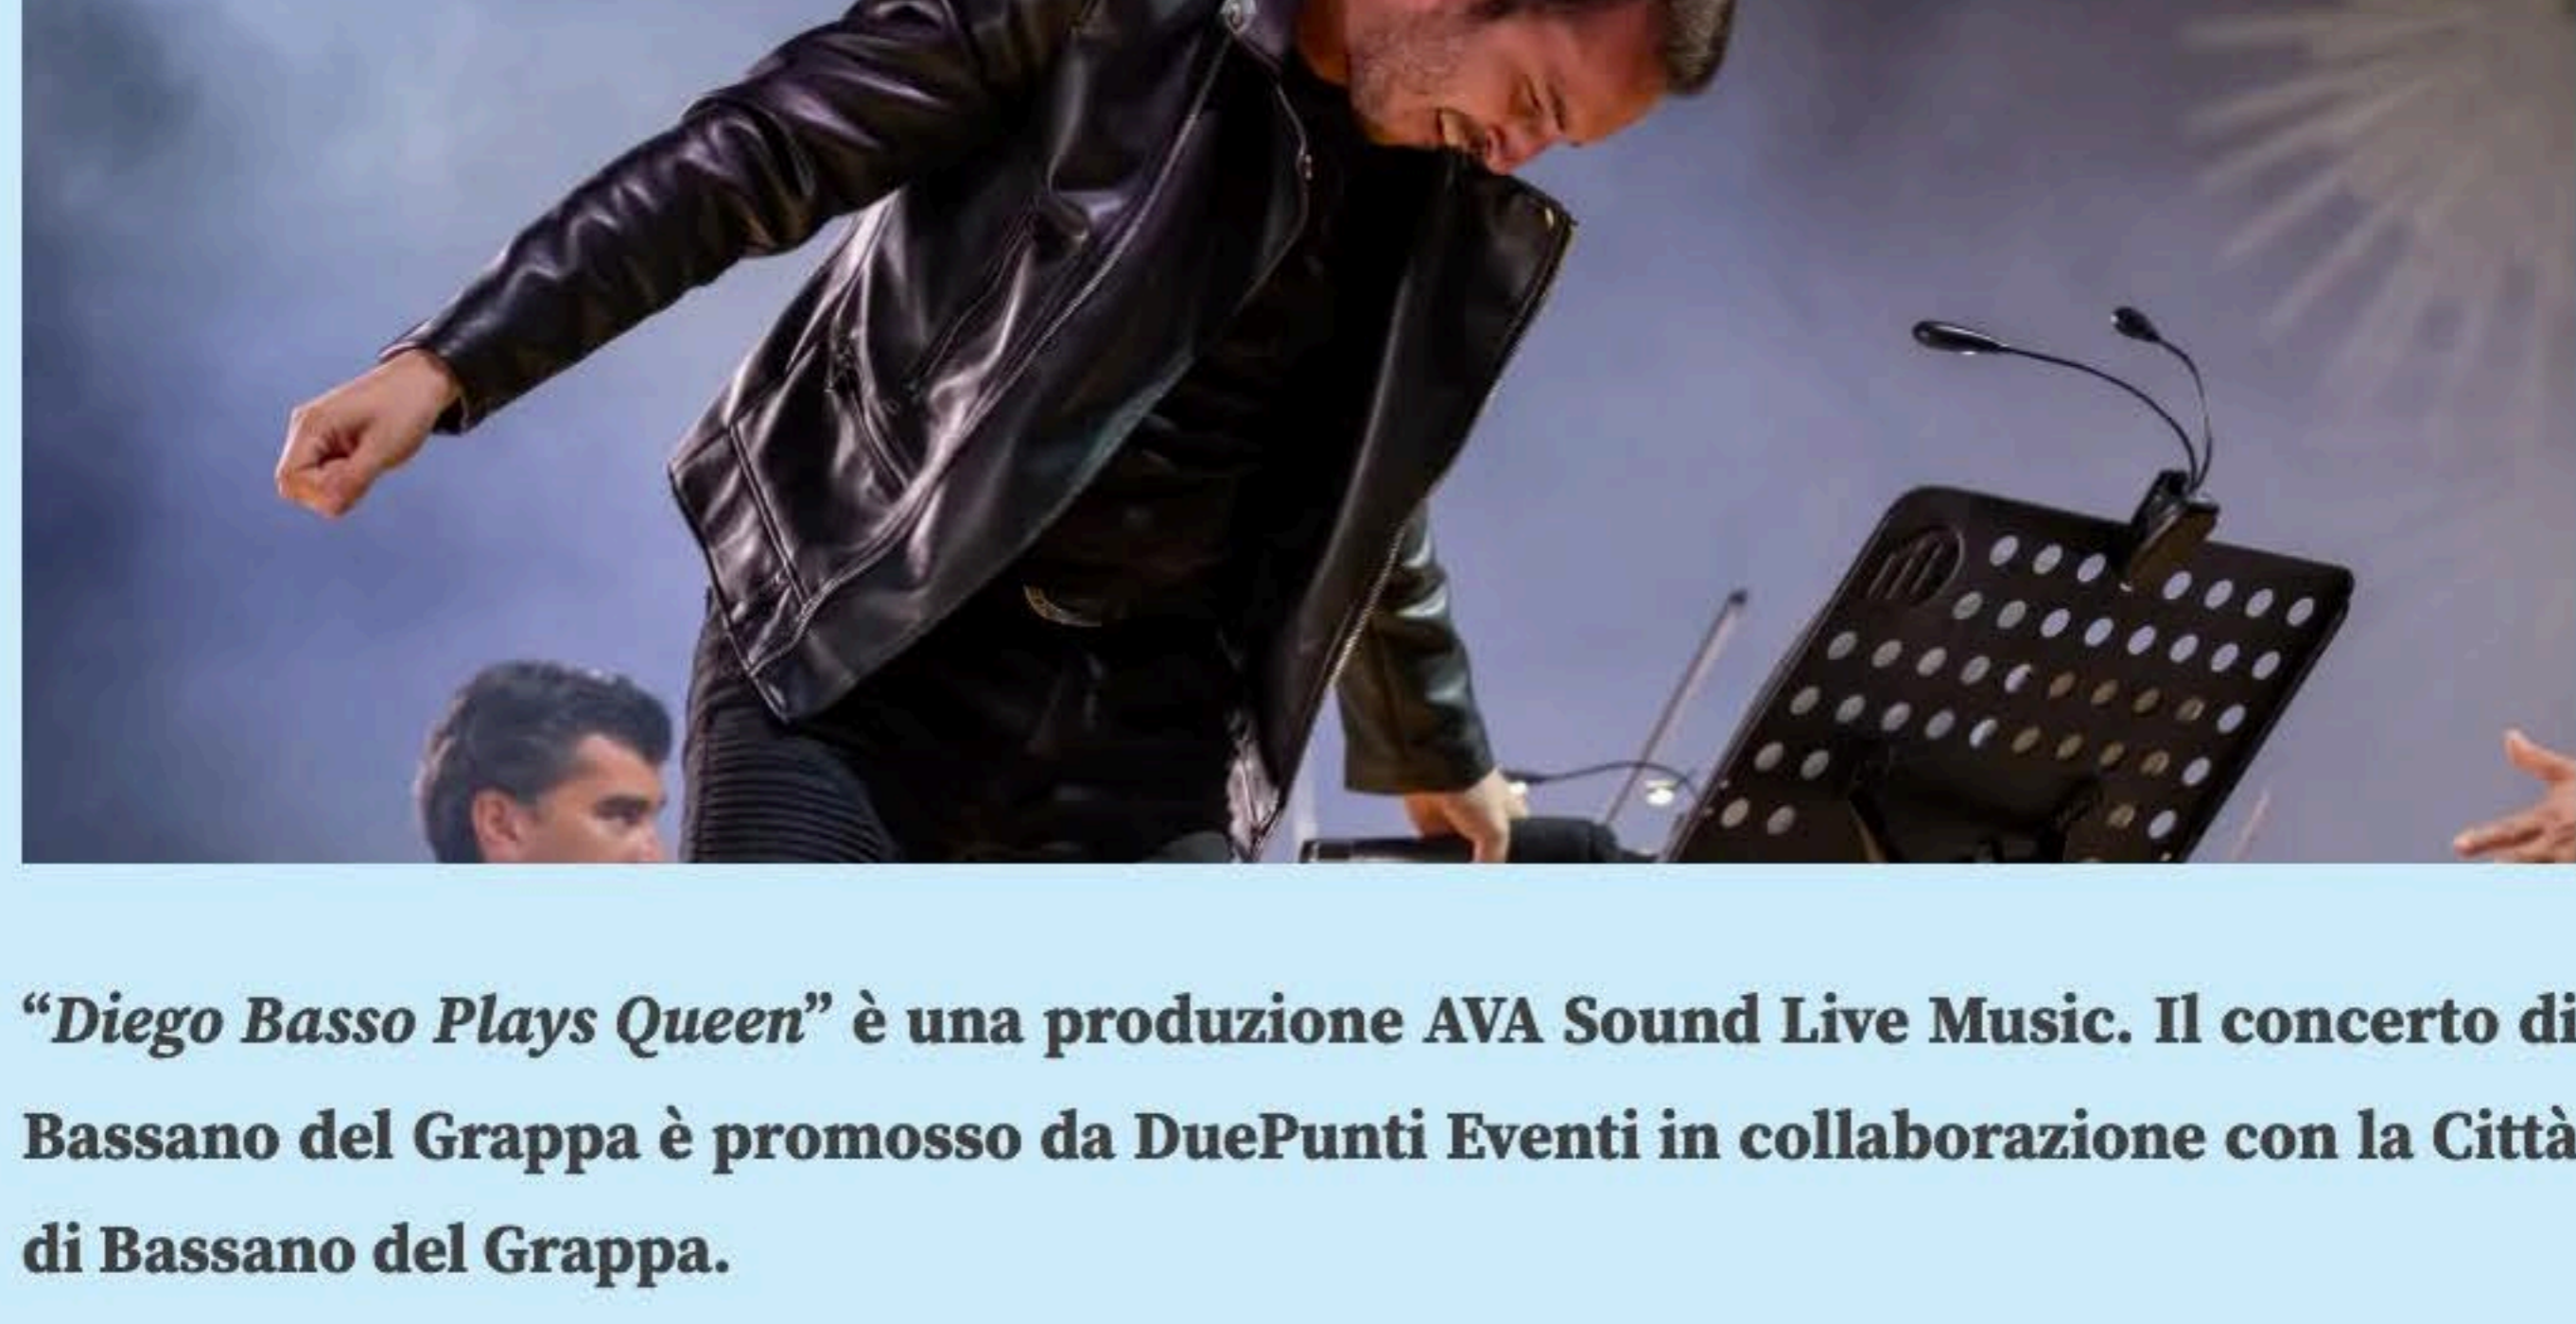 “Diego Basso Plays Queen” è una produzione AVA Sound Live Music. Il concerto di
Bassano del Grappa è promosso da DuePunti Eventi in collaborazione con la Città
di Bassano del Grappa.